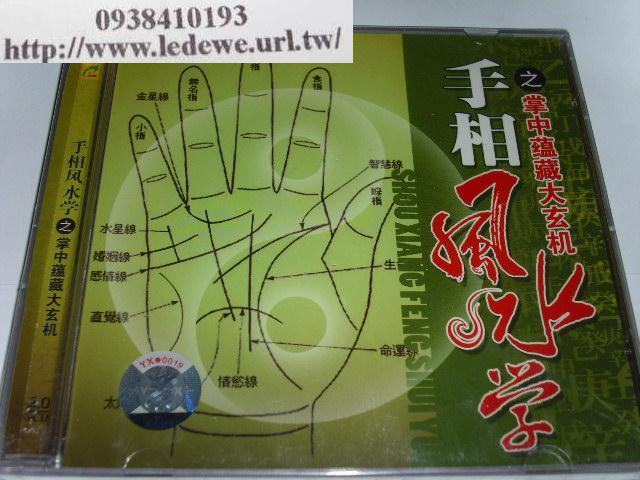 0938410193
http://www.ledewe.url.tw/
手相
之
掌中蕴藏大玄机
風水学
SHOU XIANG FENG SHUI
手相风水学之掌中蕴藏大玄机
無名指
指
食指
金星線
小指
智慧線
拇指
水星線
婚姻線
感情線
生
直覺線
命運線
情慾線
太
YX●0019
2.0